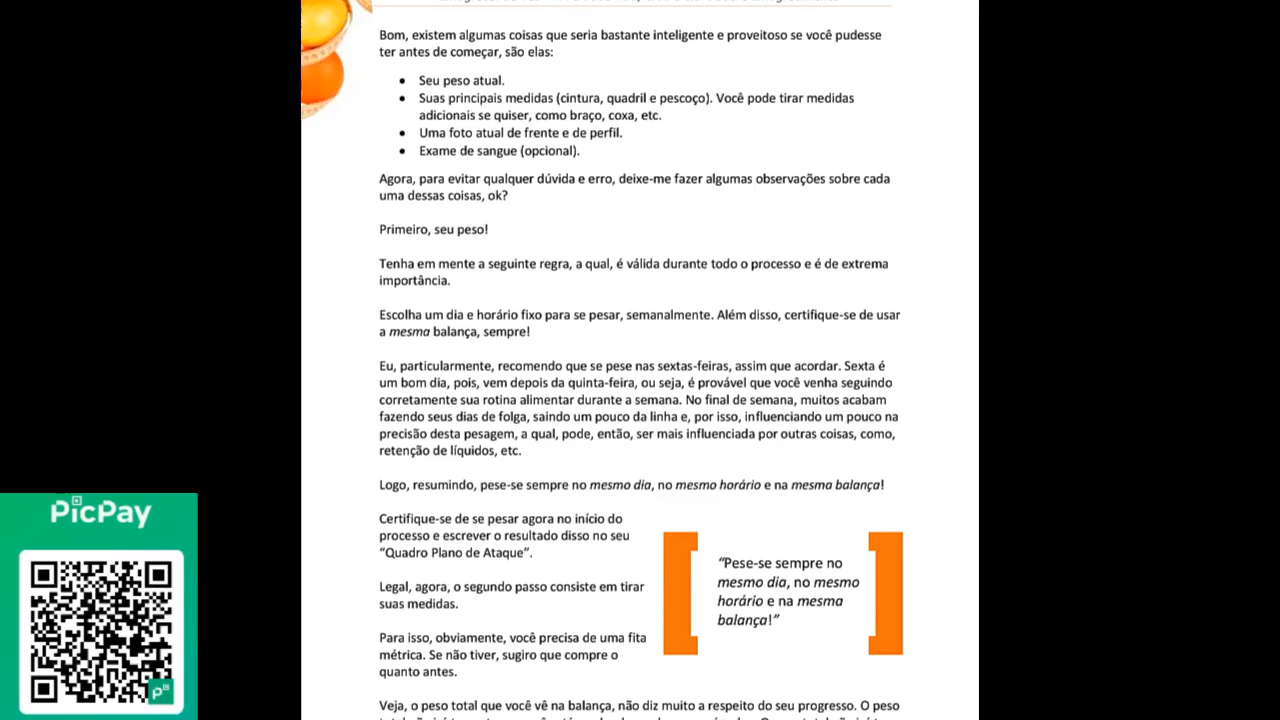 Bom, existem algumas coisas que seria bastante inteligente e proveitoso se você pudesse
ter antes de começar, são elas:
• Seu peso atual.
• Suas principais medidas (cintura, quadril e pescoço). Você pode tirar medidas
adicionais se quiser, como braço, coxa, etc.
• Uma foto atual de frente e de perfil.
• Exame de sangue (opcional).
Agora, para evitar qualquer dúvida e erro, deixe-me fazer algumas observações sobre cada
uma dessas coisas, ok?
Primeiro, seu peso!
Tenha em mente a seguinte regra, a qual, é válida durante todo o processo e é de extrema
importância.
Escolha um dia e horário fixo para se pesar, semanalmente. Além disso, certifique-se de usar
a mesma balança, sempre!
Eu, particularmente, recomendo que se pese nas sextas-feiras, assim que acordar. Sexta é
um bom dia, pois, vem depois da quinta-feira, ou seja, é provável que você venha seguindo
corretamente sua rotina alimentar durante a semana. No final de semana, muitos acabam
fazendo seus dias de folga, saindo um pouco da linha e, por isso, influenciando um pouco na
precisão desta pesagem, a qual, pode, então, ser mais influenciada por outras coisas, como,
retenção de líquidos, etc.
Logo, resumindo, pese-se sempre no mesmo dia, no mesmo horário e na mesma balança!
Certifique-se de se pesar agora no início do
processo e escrever o resultado disso no seu
“Quadro Plano de Ataque”.
Legal, agora, o segundo passo consiste em tirar
suas medidas.
Para isso, obviamente, você precisa de uma fita
métrica. Se não tiver, sugiro que compre o
quanto antes.
“Pese-se sempre no
mesmo dia, no mesmo
horário e na mesma
balança!”
Veja, o peso total que você vê na balança, não diz muito a respeito do seu progresso. O peso
PicPay